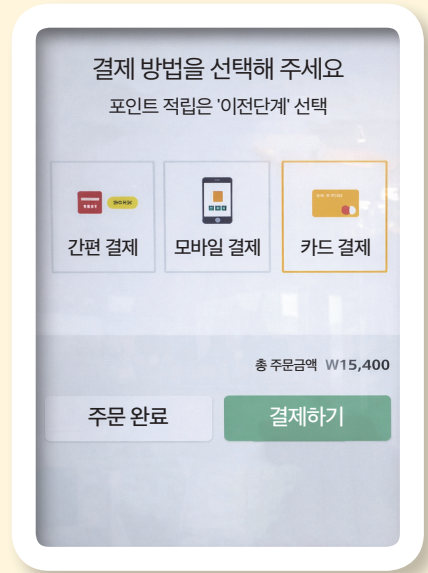 결제 방법을 선택해 주세요
포인트 적립은 '이전단계' 선택
간편 결제
모바일 결제
카드 결제
총 주문금액 W15,400
주문 완료
결제하기